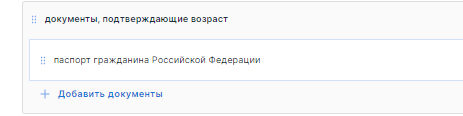 документы, подтверждающие возраст
паспорт гражданина Российской Федерации
Добавить документы